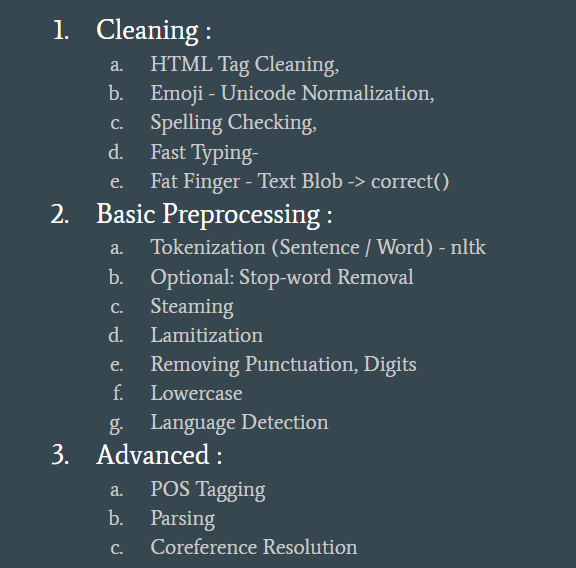 1. Cleaning :
a. HTML Tag Cleaning,
b. Emoji - Unicode Normalization,
c. Spelling Checking,
d. Fast Typing-
e. Fat Finger - Text Blob -> correct()
2. Basic Preprocessing :
a. Tokenization (Sentence / Word) - nltk
b. Optional: Stop-word Removal
c. Steaming
d. Lamitization
e. Removing Punctuation, Digits
f. Lowercase
g. Language Detection
3. Advanced :
a. POS Tagging
b. Parsing
c. Coreference Resolution